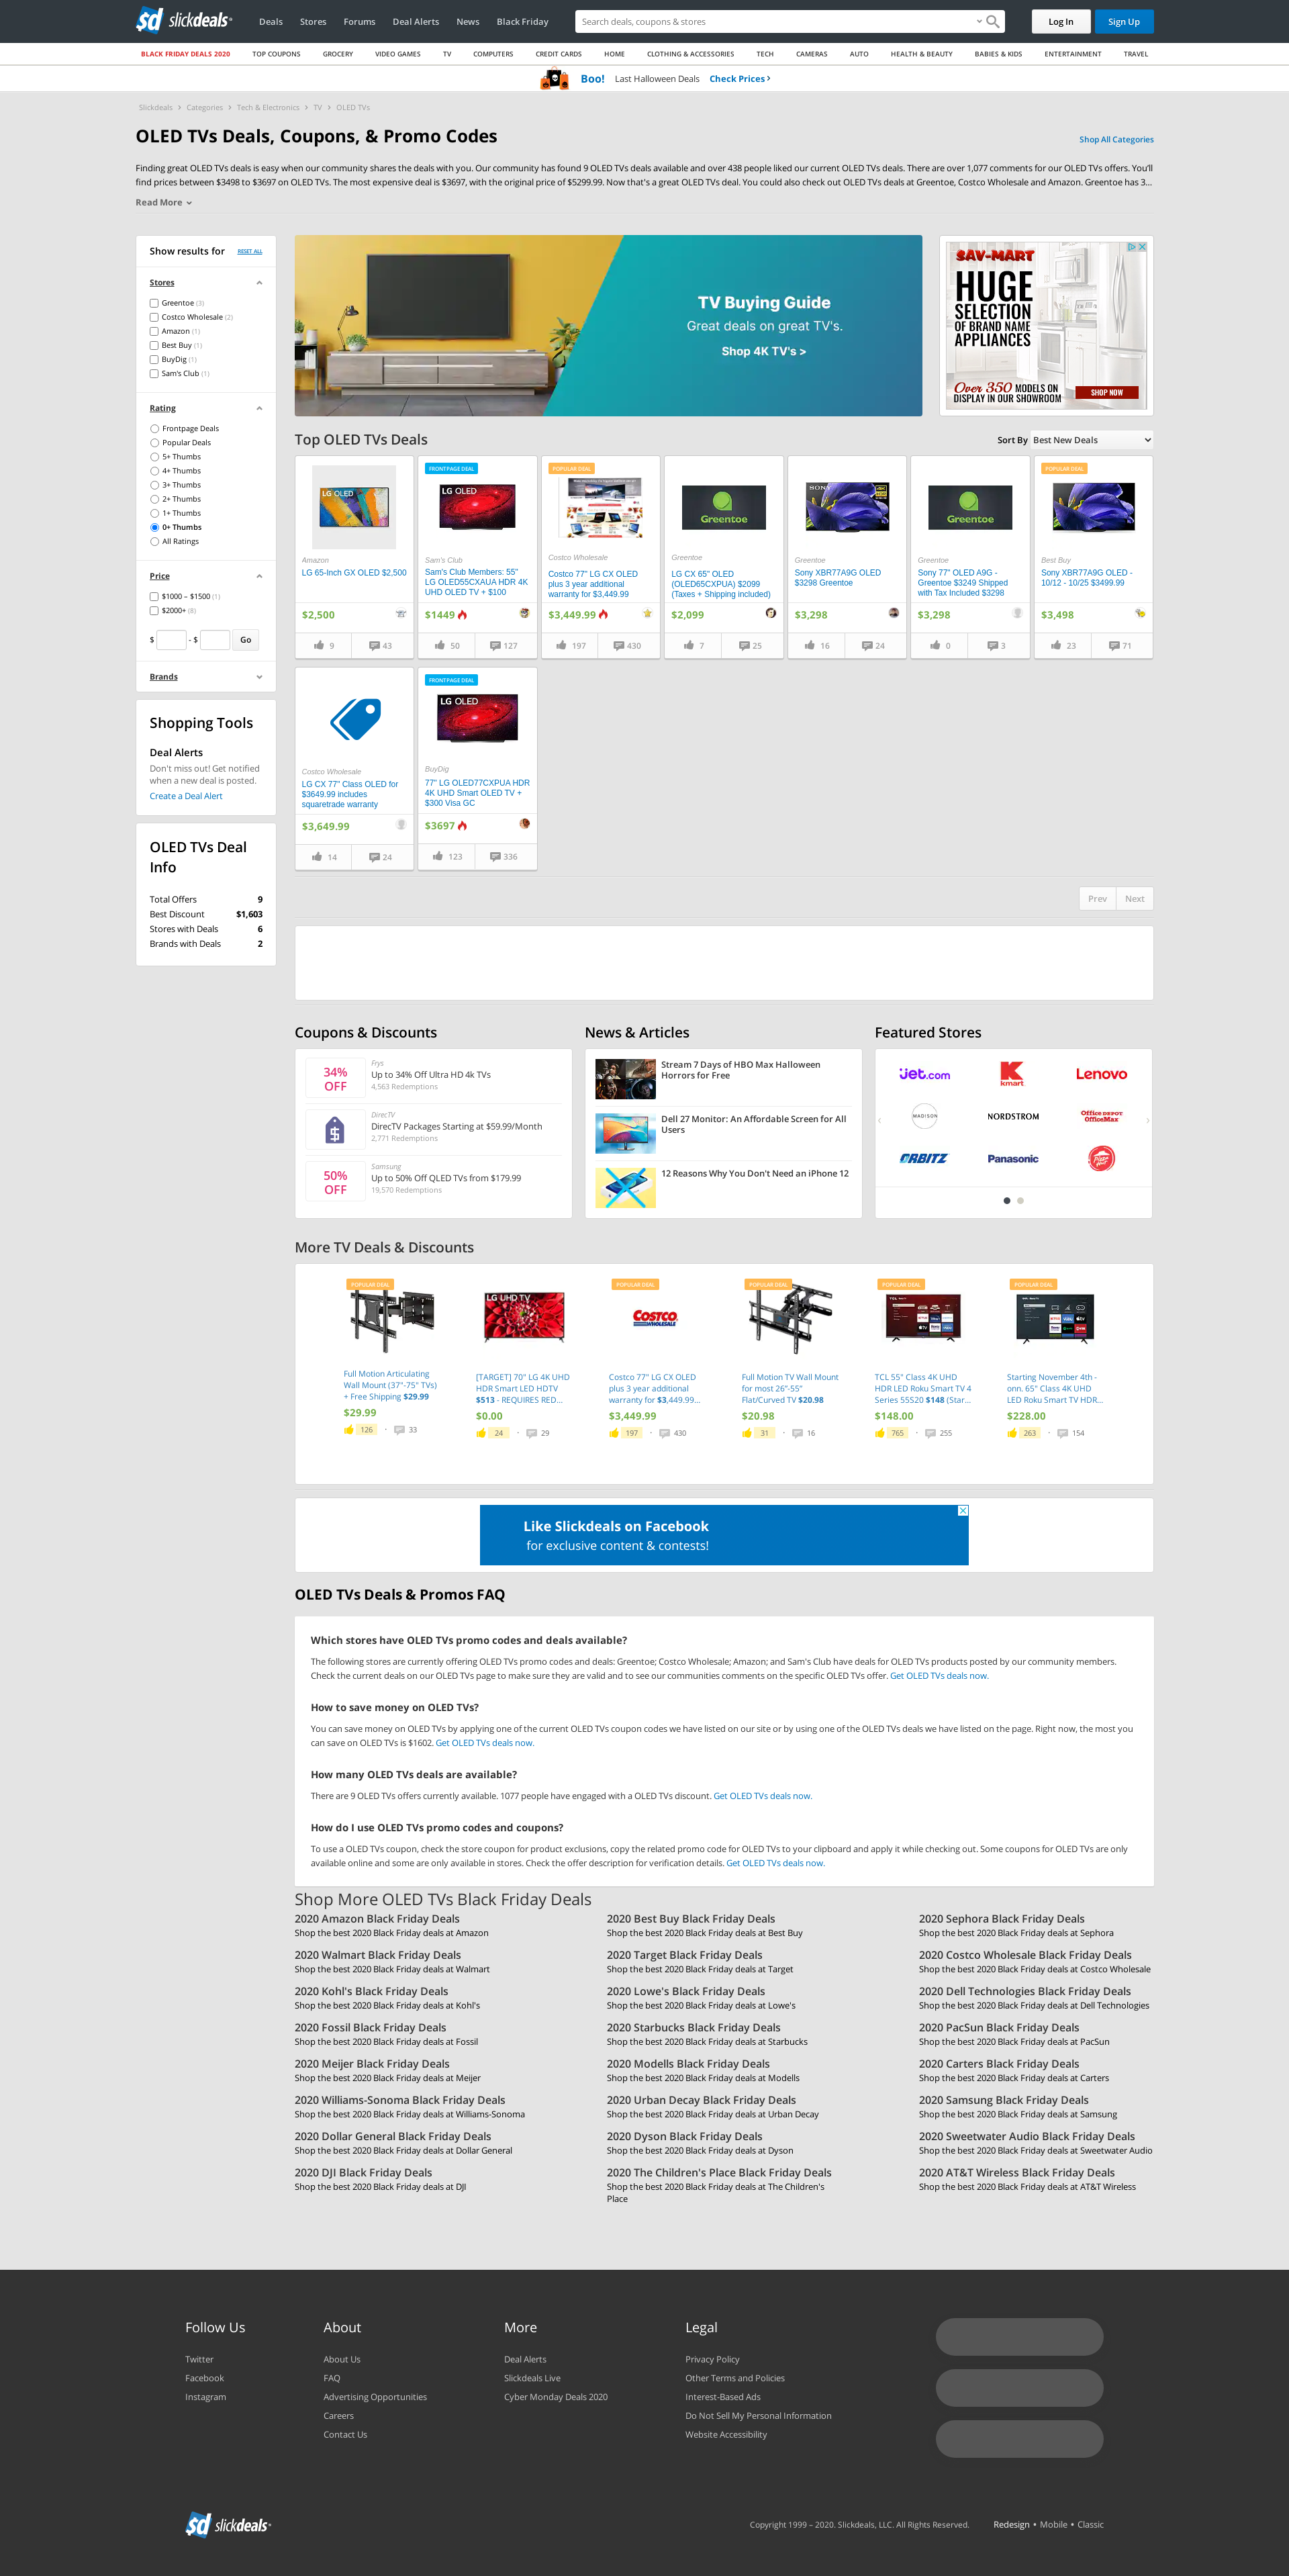 slickdeals
Deals
Stores
Forums
Deal Alerts
News
Black Friday
Search deals, coupons & stores
Log In
Sign Up
BLACK FRIDAY DEALS 2020
TOP COUPONS
GROCERY
VIDEO GAMES
TV
COMPUTERS
CREDIT CARDS
HOME
CLOTHING & ACCESSORIES
TECH
CAMERAS
AUTO
HEALTH & BEAUTY
BABIES & KIDS
ENTERTAINMENT
TRAVEL
Boo! Last Halloween Deals Check Prices
Slickdeals > Categories > Tech & Electronics > TV > OLED TVs
OLED TVs Deals, Coupons, & Promo Codes
Shop All Categories
Finding great OLED TVs deals is easy when our community shares the deals with you. Our community has found 9 OLED TVs deals available and over 438 people liked our current OLED TVs deals. There are over 1,077 comments for our OLED TVs offers. You'll
find prices between $3498 to $3697 on OLED TVs. The most expensive deal is $3697, with the original price of $5299.99. Now that's a great OLED TVs deal. You could also check out OLED TVs deals at Greentoe, Costco Wholesale and Amazon. Greentoe has 3...
Read More
Show results for
RESET ALL
Stores
Greentoe (3)
Costco Wholesale (2)
Amazon (1)
Best Buy (1)
BuyDig (1)
Sam's Club (1)
Rating
Frontpage Deals
Popular Deals
5+ Thumbs
4+ Thumbs
3+ Thumbs
2+ Thumbs
1+ Thumbs
0+ Thumbs
All Ratings
Price
$1000 – $1500 (1)
$2000+ (8)
$ - $ Go
Brands
Shopping Tools
Deal Alerts
Don't miss out! Get notified
when a new deal is posted.
Create a Deal Alert
OLED TVs Deal
Info
Total Offers 9
Best Discount $1,603
Stores with Deals 6
Brands with Deals 2
TV Buying Guide
Great deals on great TV's.
Shop 4K TV's >
SAV-MART
HUGE
SELECTION
OF BRAND NAME
APPLIANCES
Over 350 MODELS ON
DISPLAY IN OUR SHOWROOM
SHOP NOW
Top OLED TVs Deals
Sort By Best New Deals
LG OLED
Amazon
LG 65-Inch GX OLED $2,500
$2,500
9
43
FRONTPAGE DEAL
LG OLED
Sam's Club
Sam's Club Members: 55"
LG OLED55CXAUA HDR 4K
UHD OLED TV + $100
$1449
50
127
POPULAR DEAL
Costco Wholesale
Costco 77" LG CX OLED
plus 3 year additional
warranty for $3,449.99
$3,449.99
197
430
Greentoe
Greentoe
LG CX 65" OLED
(OLED65CXPUA) $2099
(Taxes + Shipping included)
$2,099
7
25
SONY
Greentoe
Sony XBR77A9G OLED
$3298 Greentoe
$3,298
16
24
Greentoe
Greentoe
Sony 77" OLED A9G -
Greentoe $3249 Shipped
with Tax Included $3298
$3,298
0
3
POPULAR DEAL
Best Buy
Sony XBR77A9G OLED -
10/12 - 10/25 $3499.99
$3,498
23
71
Costco Wholesale
LG CX 77" Class OLED for
$3649.99 includes
squaretrade warranty
$3,649.99
14
24
FRONTPAGE DEAL
LG OLED
BuyDig
77" LG OLED77CXPUA HDR
4K UHD Smart OLED TV +
$300 Visa GC
$3697
123
336
Prev
Next
Coupons & Discounts
34%
OFF
Frys
Up to 34% Off Ultra HD 4k TVs
4,563 Redemptions
DirecTV
DirecTV Packages Starting at $59.99/Month
2,771 Redemptions
50%
OFF
Samsung
Up to 50% Off QLED TVs from $179.99
19,570 Redemptions
News & Articles
Stream 7 Days of HBO Max Halloween
Horrors for Free
Dell 27 Monitor: An Affordable Screen for All
Users
12 Reasons Why You Don't Need an iPhone 12
Featured Stores
jet.com
kmart
Lenovo
MADISON
NORDSTROM
Office DEPOT
OfficeMax
ORBITZ
Panasonic
Pizza Hut
More TV Deals & Discounts
POPULAR DEAL
Full Motion Articulating
Wall Mount (37"-75" TVs)
+ Free Shipping $29.99
$29.99
126 · 33
LG UHD TV
[TARGET] 70" LG 4K UHD
HDR Smart LED HDTV
$513 - REQUIRES RED...
$0.00
24 · 29
POPULAR DEAL
COSTCO
WHOLESALE
Costco 77" LG CX OLED
plus 3 year additional
warranty for $3,449.99...
$3,449.99
197 · 430
POPULAR DEAL
Full Motion TV Wall Mount
for most 26"-55"
Flat/Curved TV $20.98
$20.98
31 · 16
POPULAR DEAL
TCL 55" Class 4K UHD
HDR LED Roku Smart TV 4
Series 55S20 $148 (Star...
$148.00
765 · 255
POPULAR DEAL
Starting November 4th -
onn. 65" Class 4K UHD
LED Roku Smart TV HDR...
$228.00
263 · 154
Like Slickdeals on Facebook
for exclusive content & contests!
OLED TVs Deals & Promos FAQ
Which stores have OLED TVs promo codes and deals available?
The following stores are currently offering OLED TVs promo codes and deals: Greentoe; Costco Wholesale; Amazon; and Sam's Club have deals for OLED TVs products posted by our community members.
Check the current deals on our OLED TVs page to make sure they are valid and to see our communities comments on the specific OLED TVs offer. Get OLED TVs deals now.
How to save money on OLED TVs?
You can save money on OLED TVs by applying one of the current OLED TVs coupon codes we have listed on our site or by using one of the OLED TVs deals we have listed on the page. Right now, the most you
can save on OLED TVs is $1602. Get OLED TVs deals now.
How many OLED TVs deals are available?
There are 9 OLED TVs offers currently available. 1077 people have engaged with a OLED TVs discount. Get OLED TVs deals now.
How do I use OLED TVs promo codes and coupons?
To use a OLED TVs coupon, check the store coupon for product exclusions, copy the related promo code for OLED TVs to your clipboard and apply it while checking out. Some coupons for OLED TVs are only
available online and some are only available in stores. Check the offer description for verification details. Get OLED TVs deals now.
Shop More OLED TVs Black Friday Deals
2020 Amazon Black Friday Deals
Shop the best 2020 Black Friday deals at Amazon
2020 Best Buy Black Friday Deals
Shop the best 2020 Black Friday deals at Best Buy
2020 Sephora Black Friday Deals
Shop the best 2020 Black Friday deals at Sephora
2020 Walmart Black Friday Deals
Shop the best 2020 Black Friday deals at Walmart
2020 Target Black Friday Deals
Shop the best 2020 Black Friday deals at Target
2020 Costco Wholesale Black Friday Deals
Shop the best 2020 Black Friday deals at Costco Wholesale
2020 Kohl's Black Friday Deals
Shop the best 2020 Black Friday deals at Kohl's
2020 Lowe's Black Friday Deals
Shop the best 2020 Black Friday deals at Lowe's
2020 Dell Technologies Black Friday Deals
Shop the best 2020 Black Friday deals at Dell Technologies
2020 Fossil Black Friday Deals
Shop the best 2020 Black Friday deals at Fossil
2020 Starbucks Black Friday Deals
Shop the best 2020 Black Friday deals at Starbucks
2020 PacSun Black Friday Deals
Shop the best 2020 Black Friday deals at PacSun
2020 Meijer Black Friday Deals
Shop the best 2020 Black Friday deals at Meijer
2020 Modells Black Friday Deals
Shop the best 2020 Black Friday deals at Modells
2020 Carters Black Friday Deals
Shop the best 2020 Black Friday deals at Carters
2020 Williams-Sonoma Black Friday Deals
Shop the best 2020 Black Friday deals at Williams-Sonoma
2020 Urban Decay Black Friday Deals
Shop the best 2020 Black Friday deals at Urban Decay
2020 Samsung Black Friday Deals
Shop the best 2020 Black Friday deals at Samsung
2020 Dollar General Black Friday Deals
Shop the best 2020 Black Friday deals at Dollar General
2020 Dyson Black Friday Deals
Shop the best 2020 Black Friday deals at Dyson
2020 Sweetwater Audio Black Friday Deals
Shop the best 2020 Black Friday deals at Sweetwater Audio
2020 DJI Black Friday Deals
Shop the best 2020 Black Friday deals at DJI
2020 The Children's Place Black Friday Deals
Shop the best 2020 Black Friday deals at The Children's
Place
2020 AT&T Wireless Black Friday Deals
Shop the best 2020 Black Friday deals at AT&T Wireless
Follow Us
Twitter
Facebook
Instagram
About
About Us
FAQ
Advertising Opportunities
Careers
Contact Us
More
Deal Alerts
Slickdeals Live
Cyber Monday Deals 2020
Legal
Privacy Policy
Other Terms and Policies
Interest-Based Ads
Do Not Sell My Personal Information
Website Accessibility
slickdeals
Copyright 1999 – 2020. Slickdeals, LLC. All Rights Reserved.
Redesign • Mobile • Classic